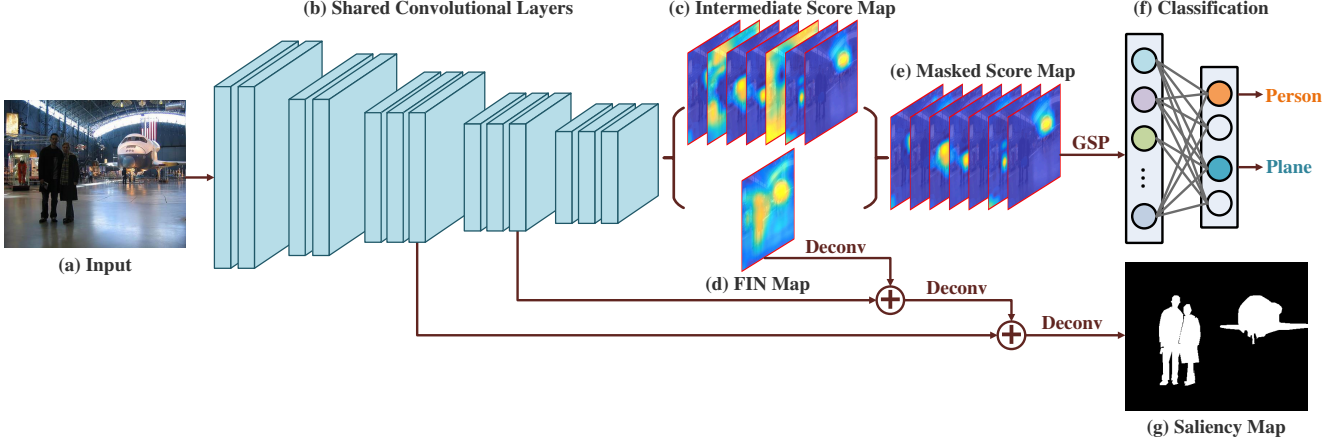 (b) Shared Convolutional Layers
(c) Intermediate Score Map
(f) Classification
(e) Masked Score Map
Person
GSP
Plane
(a) Input
Deconv
(d) FIN Map
Deconv
Deconv
(g) Saliency Map